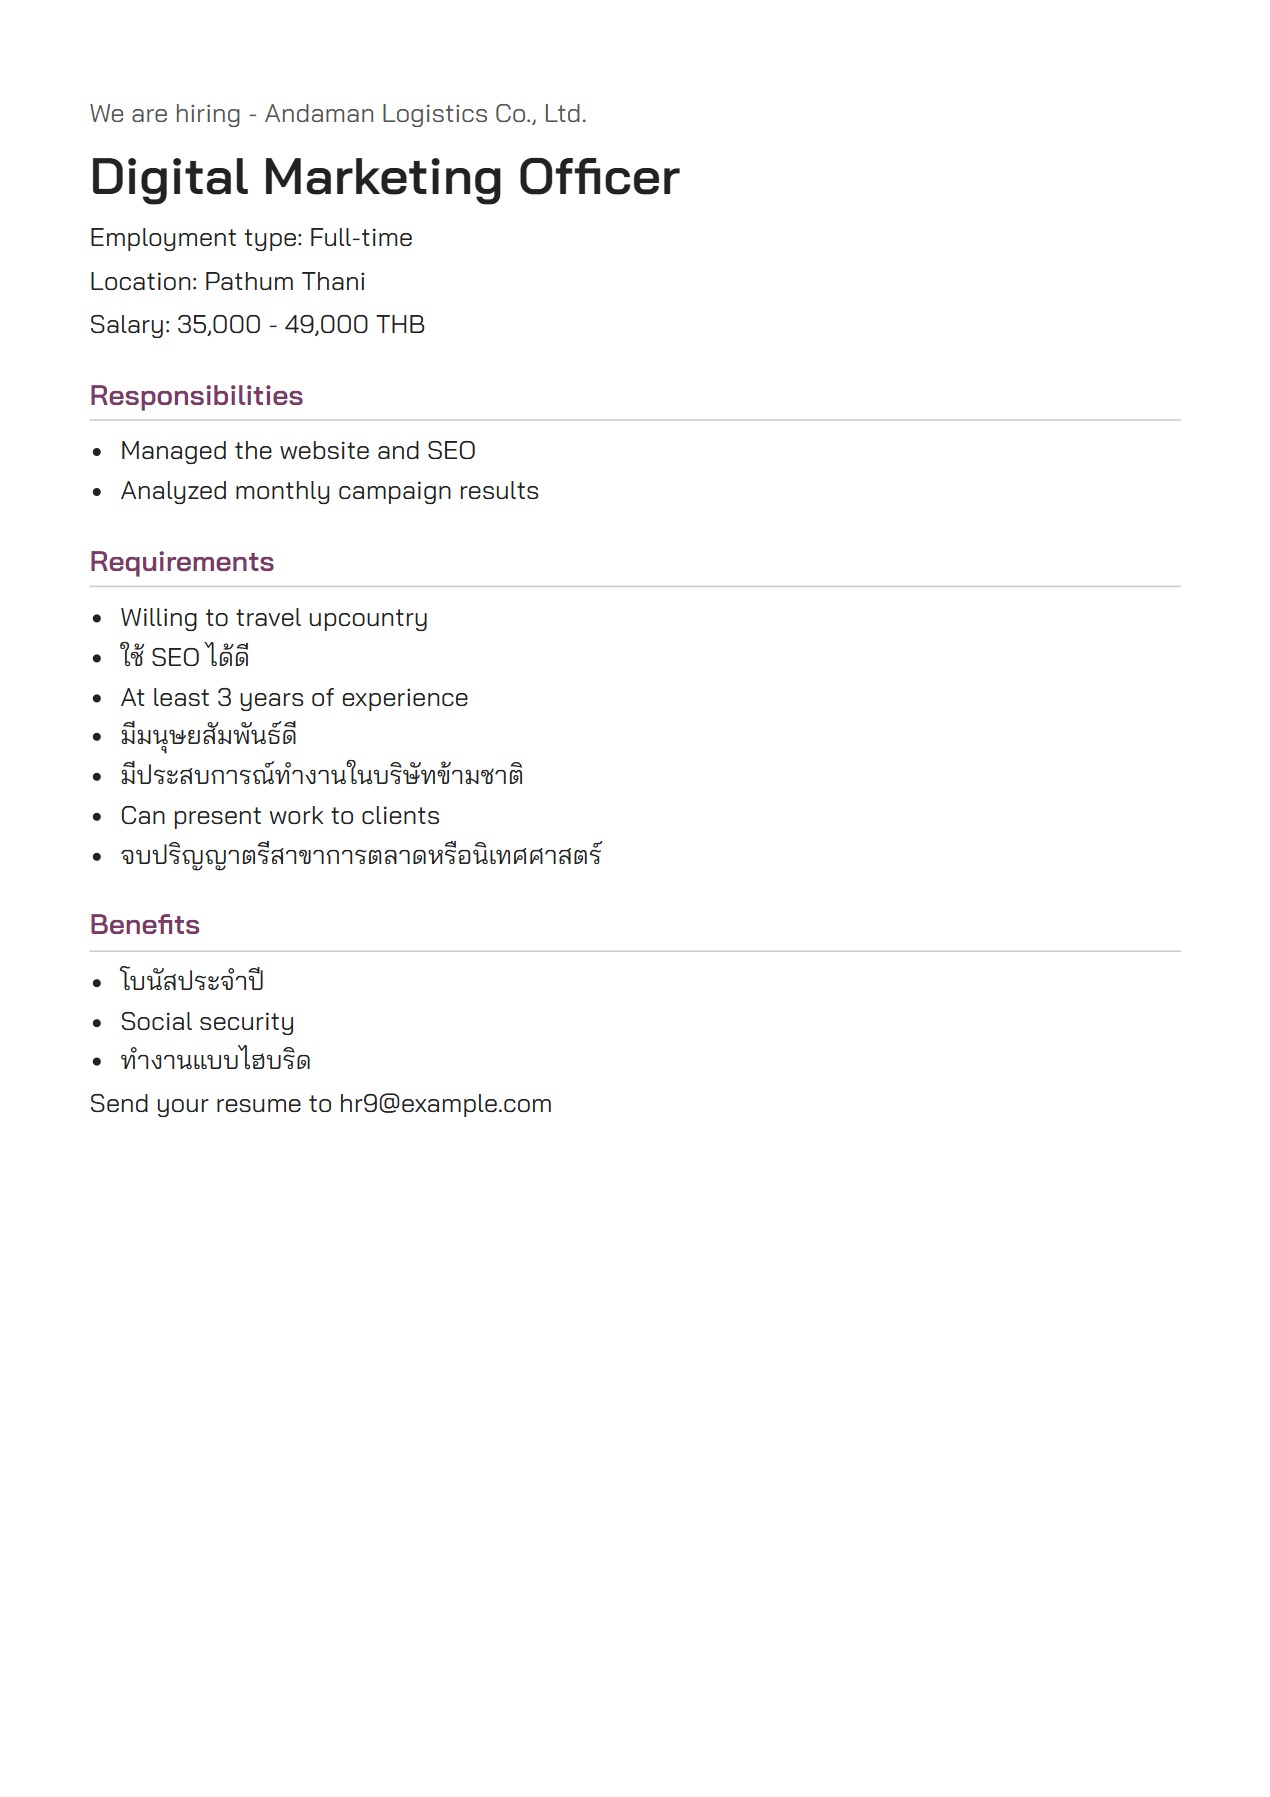 We are hiring - Andaman Logistics Co., Ltd.
Digital Marketing Officer
Employment type: Full-time
Location: Pathum Thani
Salary: 35,000 - 49,000 THB
Responsibilities
• Managed the website and SEO
• Analyzed monthly campaign results
Requirements
• Willing to travel upcountry
• ใช้ SEO ได้ดี
• At least 3 years of experience
• มีมนุษยสัมพันธ์ดี
• มีประสบการณ์ทำงานในบริษัทข้ามชาติ
• Can present work to clients
• จบปริญญาตรีสาขาการตลาดหรือนิเทศศาสตร์
Benefits
• โบนัสประจำปี
• Social security
• ทำงานแบบไฮบริด
Send your resume to hr9@example.com